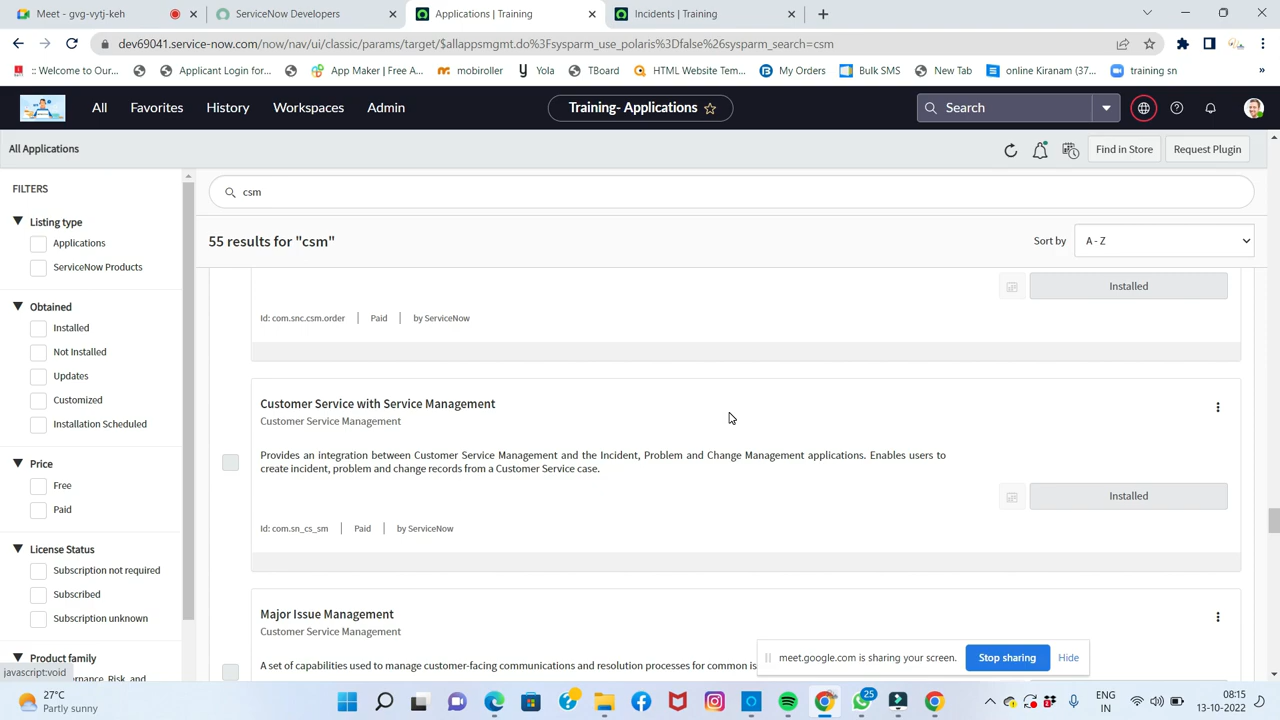 Meet - gvg-vytj-keh
ServiceNow Developers
Applications | Training
Incidents | Training
dev69041.service-now.com/now/nav/ui/classic/params/target/$allappsmgmt.do%3Fsysparm_use_polaris%3Dfalse%26sysparm_search=csm
:: Welcome to Our...
Applicant Login for...
App Maker | Free A...
mobiroller
Yola
TBoard
HTML Website Tem...
My Orders
Bulk SMS
New Tab
online Kiranam (37...
training sn
»
All
Favorites
History
Workspaces
Admin
Training- Applications
Search
All Applications
Find in Store
Request Plugin
FILTERS
csm
Listing type
Applications
ServiceNow Products
55 results for "csm"
Sort by
A - Z
Obtained
Installed
Not Installed
Updates
Customized
Installation Scheduled
Price
Free
Paid
License Status
Subscription not required
Subscribed
Subscription unknown
Product family
Installed
Id: com.snc.csm.order
Paid
by ServiceNow
Customer Service with Service Management
Customer Service Management
Provides an integration between Customer Service Management and the Incident, Problem and Change Management applications. Enables users to
create incident, problem and change records from a Customer Service case.
Installed
Id: com.sn_cs_sm
Paid
by ServiceNow
Major Issue Management
Customer Service Management
A set of capabilities used to manage customer-facing communications and resolution processes for common is
meet.google.com is sharing your screen.
Stop sharing
Hide
javascript:void
27°C
Partly sunny
25
ENG
IN
08:15
13-10-2022